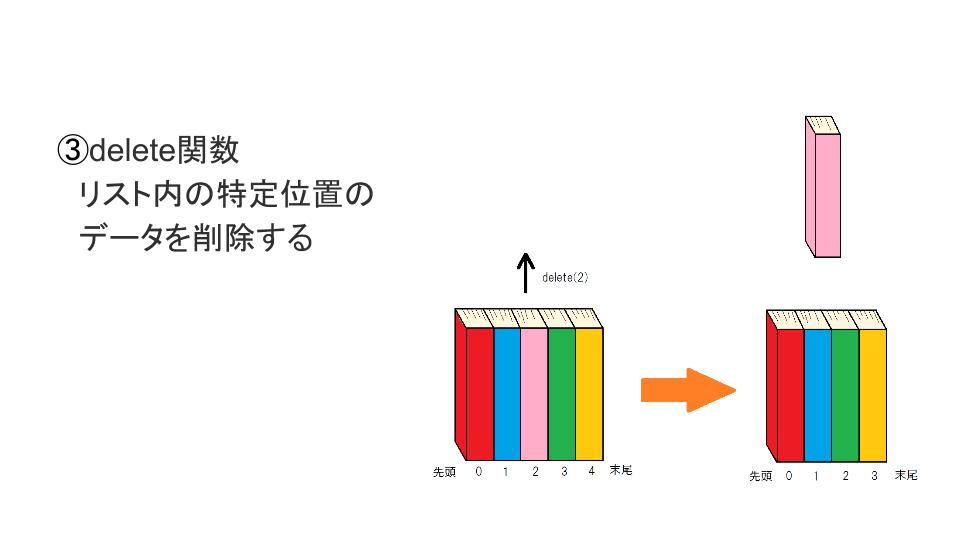 ③delete関数
リスト内の特定位置の
データを削除する
delete(2)
先頭 0 1 2 3 4 末尾
先頭 0 1 2 3 末尾